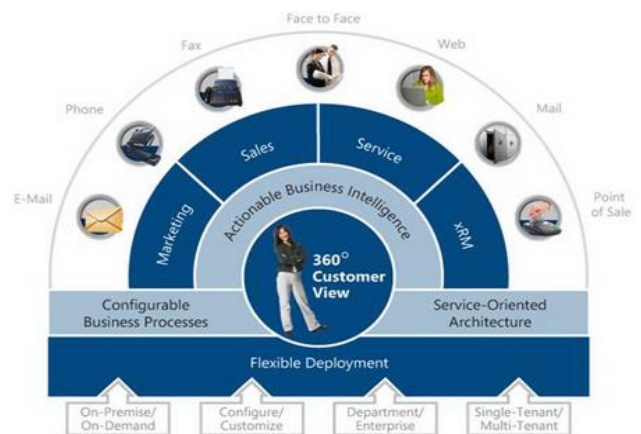 Face to Face
Fax
Web
Phone
Mail
E-Mail
Point
of Sale
Marketing
Sales
Service
xRM
Actionable Business Intelligence
360°
Customer
View
Configurable
Business Processes
Service-Oriented
Architecture
Flexible Deployment
On-Premise/
On-Demand
Configure/
Customize
Department/
Enterprise
Single-Tenant/
Multi-Tenant